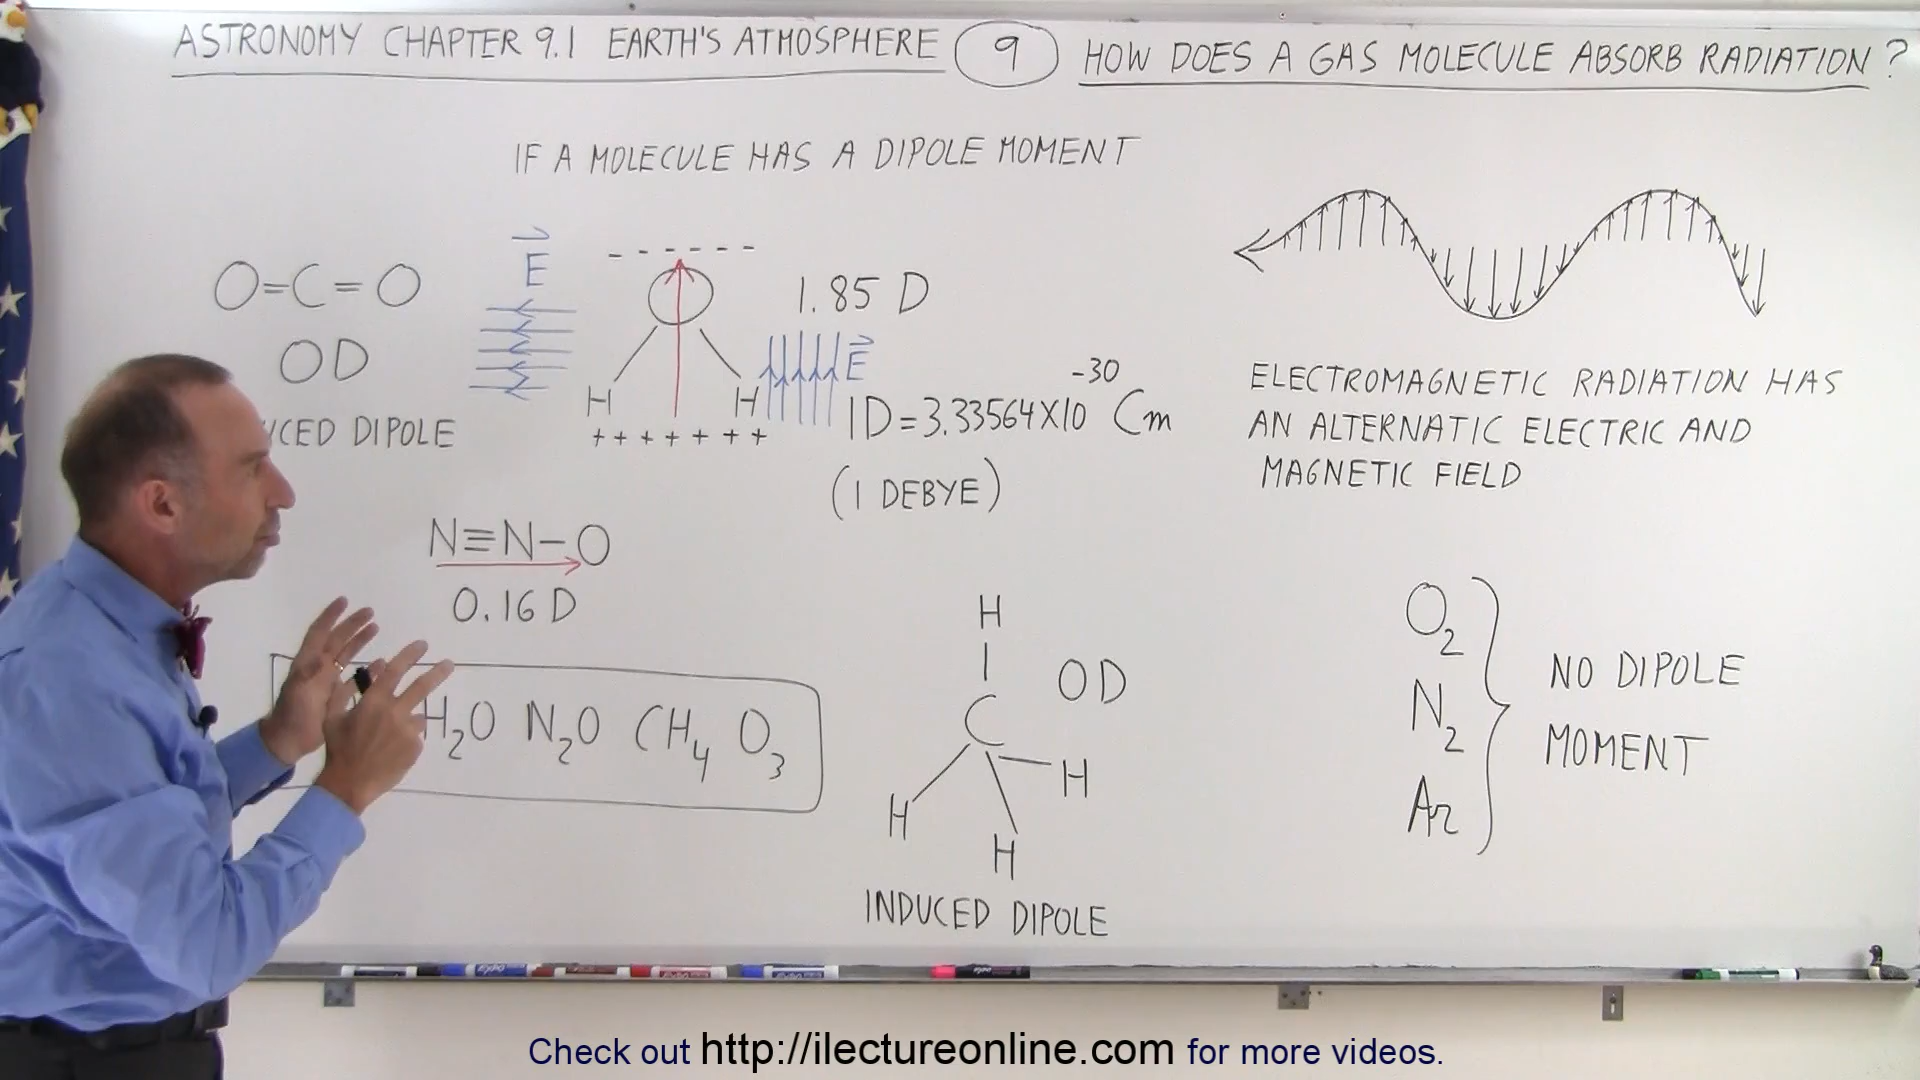 ASTRONOMY CHAPTER 9.1 EARTH'S ATMOSPHERE 9 HOW DOES A GAS MOLECULE ABSORB RADIATION?
IF A MOLECULE HAS A DIPOLE MOMENT
O=C=O
OD
DIPOLE
E
- - - - - -
H H
+ + + + + + +
1.85 D
E
1D = 3.33564X10⁻³⁰ Cm
(1 DEBYE)
ELECTROMAGNETIC RADIATION HAS
AN ALTERNATIC ELECTRIC AND
MAGNETIC FIELD
N≡N-O
0.16 D
H₂O N₂O CH₄ O₃
H
OD
C
H
H
H
INDUCED DIPOLE
O₂
N₂
Ar
NO DIPOLE
MOMENT
Check out http://ilectureonline.com for more videos.